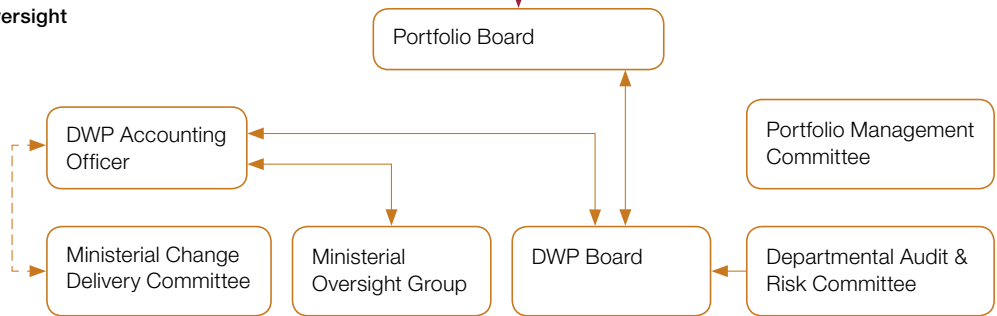 ersight
Portfolio Board
DWP Accounting
Officer
Portfolio Management
Committee
Ministerial Change
Delivery Committee
Ministerial
Oversight Group
DWP Board
Departmental Audit &
Risk Committee